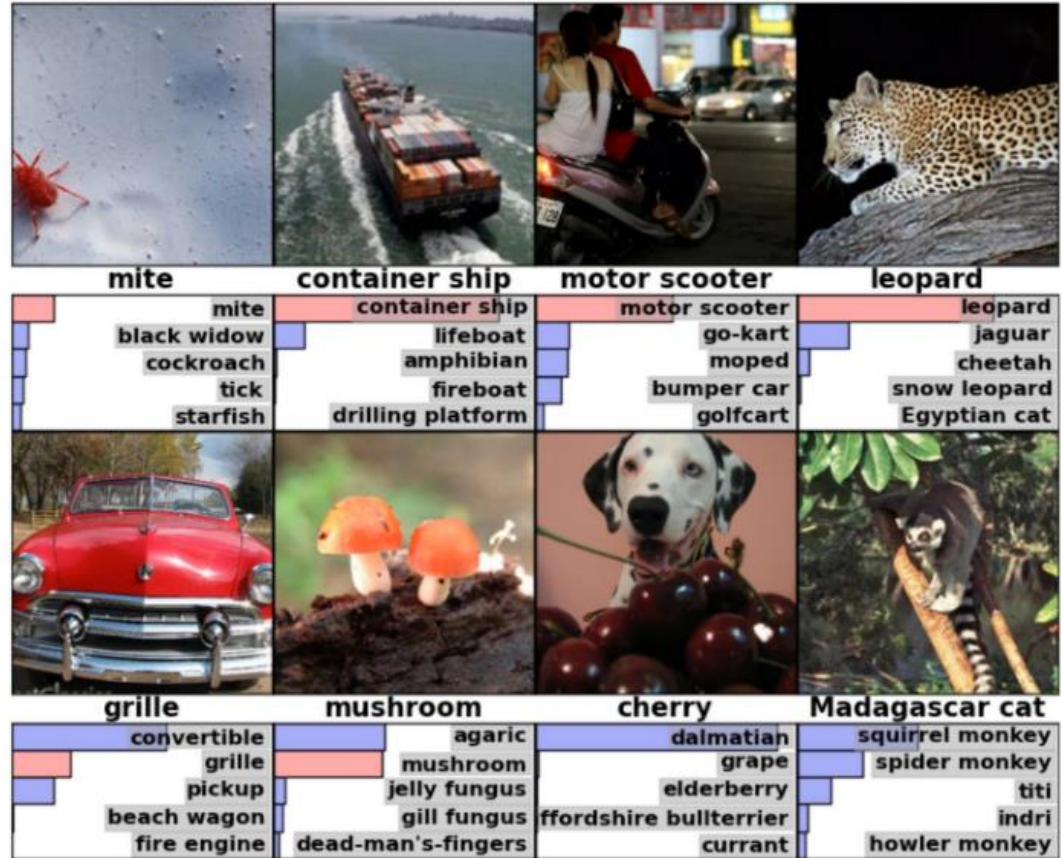 mite
container ship
motor scooter
leopard
mite
black widow
cockroach
tick
starfish
container ship
lifeboat
amphibian
fireboat
drilling platform
motor scooter
go-kart
moped
bumper car
golfcart
leopard
jaguar
cheetah
snow leopard
Egyptian cat
grille
mushroom
cherry
Madagascar cat
convertible
grille
pickup
beach wagon
fire engine
agaric
mushroom
jelly fungus
gill fungus
dead-man's-fingers
dalmatian
grape
elderberry
ffordshire bullterrier
currant
squirrel monkey
spider monkey
titi
indri
howler monkey